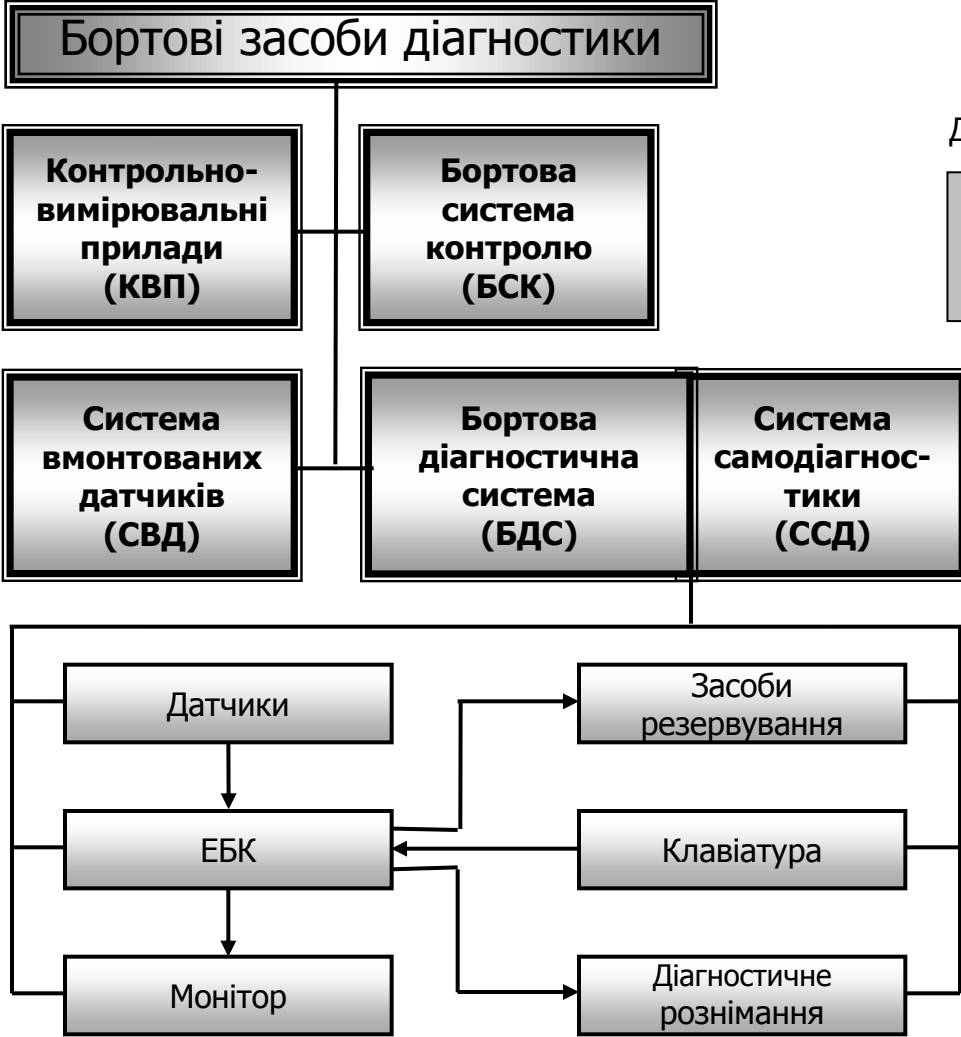 Бортові засоби діагностики
Контрольно-
вимірювальні
прилади
(КВП)
Бортова
система
контролю
(БСК)
Система
вмонтованих
датчиків
(СВД)
Бортова
діагностична
система
(БДС)
Система
самодіагнос-
тики
(ССД)
Датчики
ЕБК
Монітор
Засоби
резервування
Клавіатура
Діагностичне
рознімання